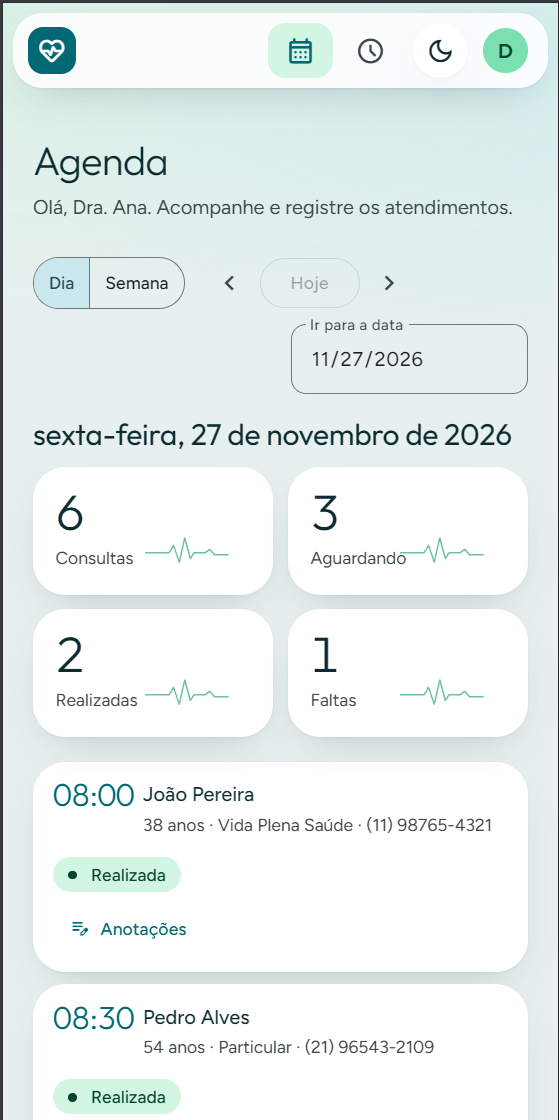 D
Agenda
Olá, Dra. Ana. Acompanhe e registre os atendimentos.
Dia Semana Hoje
Ir para a data
11/27/2026
sexta-feira, 27 de novembro de 2026
6 3
Consultas Aguardando
2 1
Realizadas Faltas
08:00 João Pereira
38 anos · Vida Plena Saúde · (11) 98765-4321
Realizada
Anotações
08:30 Pedro Alves
54 anos · Particular · (21) 96543-2109
Realizada